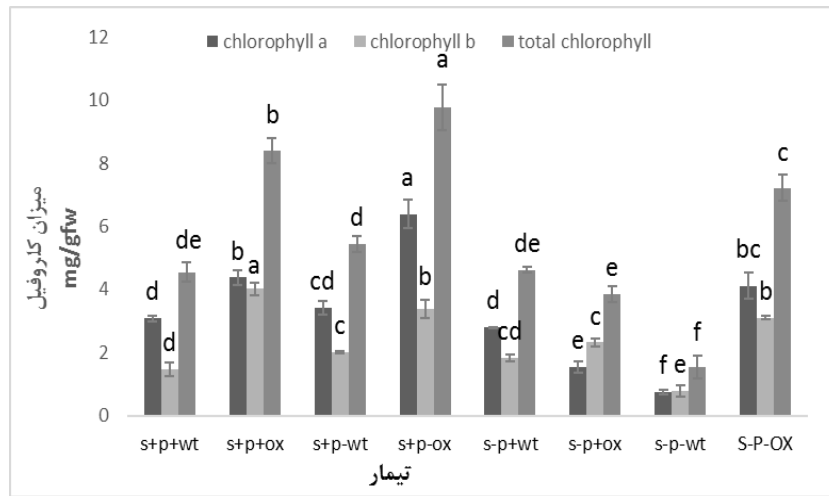 12
chlorophyll a chlorophyll b total chlorophyll
a
10
b
c
8
a
d
6
de
b
a
cd
b
de
bc
b
4
d
c
d
cd
c
e
d
e
f
e
f
2
0
s+p+wt s+p+ox s+p-wt s+p-ox s-p+wt s-p+ox s-p-wt S-P-OX
تیمار
میزان کلروفیل
mg/gfw